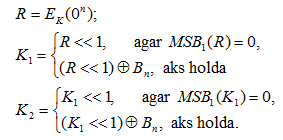 R = E_K(0^n);
K_1 = { R << 1, agar MSB_1(R) = 0,
(R << 1) ⊕ B_n, aks holda
K_2 = { K_1 << 1, agar MSB_1(K_1) = 0,
(K_1 << 1) ⊕ B_n, aks holda.